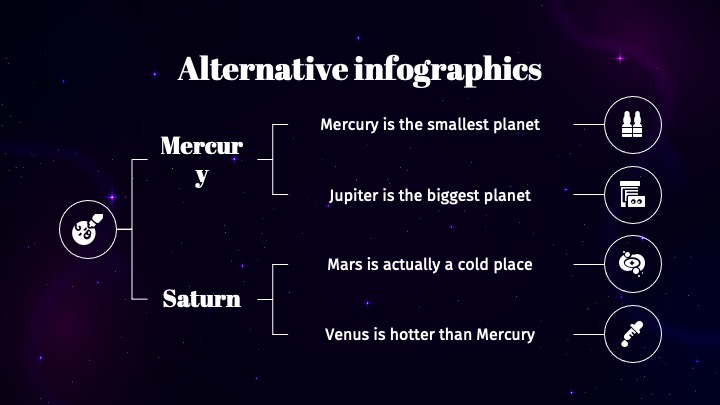 Alternative infographics
Mercur
y
Mercury is the smallest planet
Jupiter is the biggest planet
Saturn
Mars is actually a cold place
Venus is hotter than Mercury